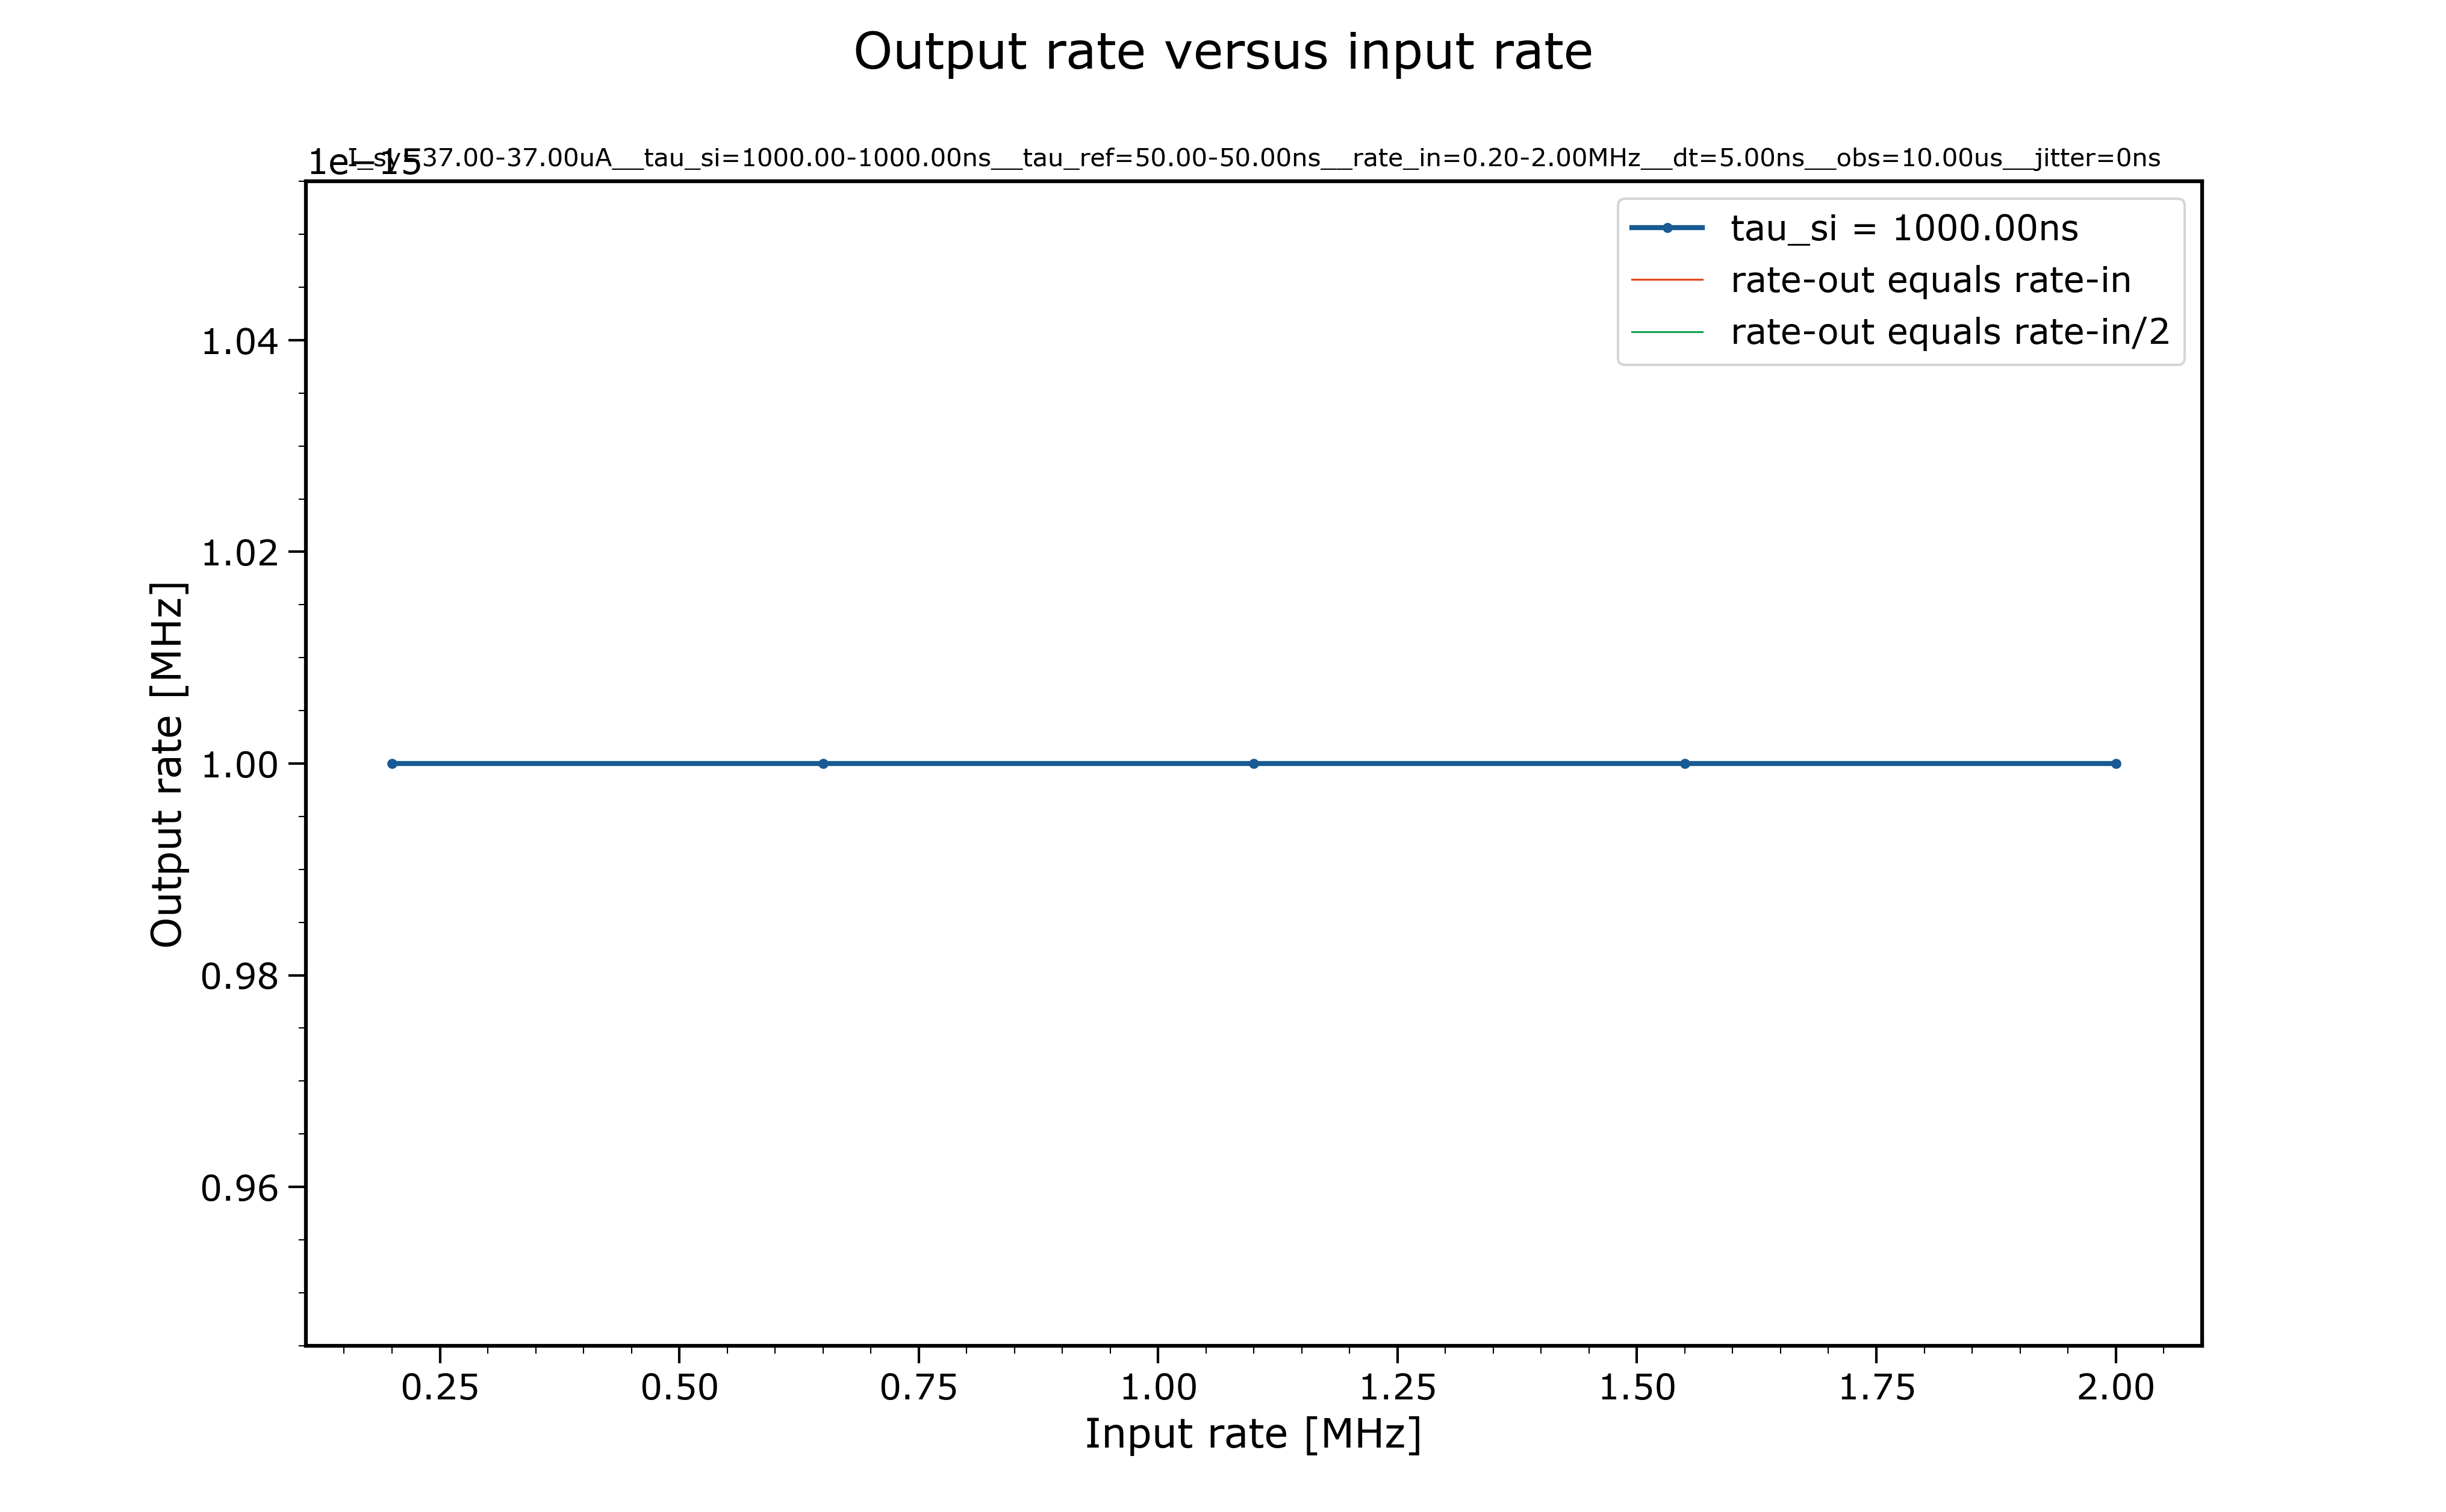 Output rate versus input rate
1e−15
I_sy=37.00-37.00uA__tau_si=1000.00-1000.00ns__tau_ref=50.00-50.00ns__rate_in=0.20-2.00MHz__dt=5.00ns__obs=10.00us__jitter=0ns
tau_si = 1000.00ns
rate-out equals rate-in
rate-out equals rate-in/2
1.04
1.02
1.00
0.98
0.96
Output rate [MHz]
0.25 0.50 0.75 1.00 1.25 1.50 1.75 2.00
Input rate [MHz]